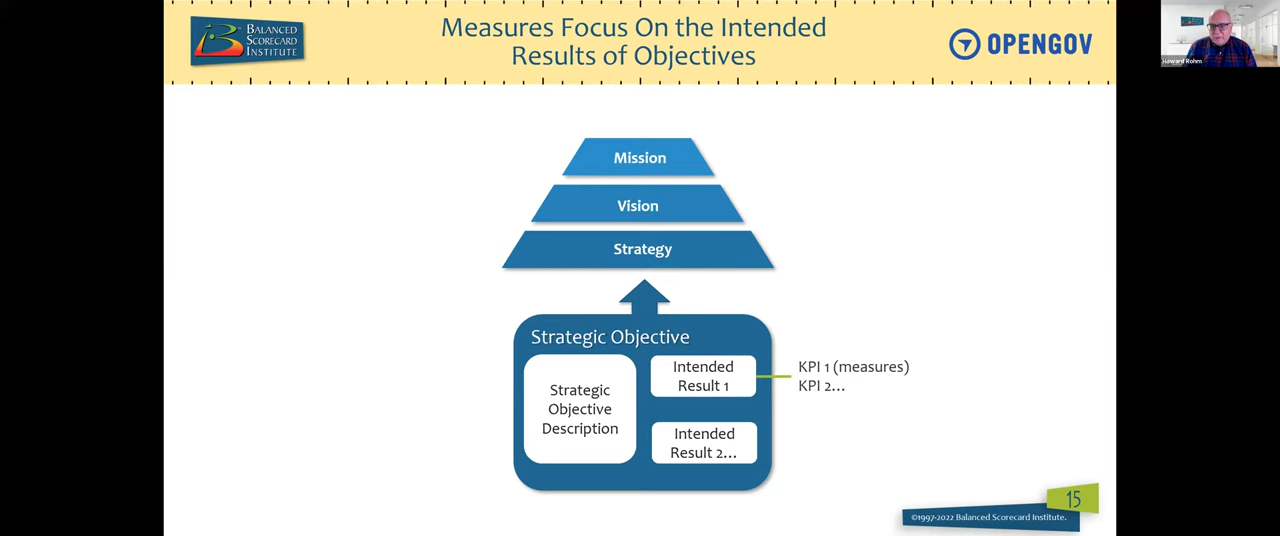 BALANCED
SCORECARD
INSTITUTE
Measures Focus On the Intended
Results of Objectives
OPENGOV
Howard Rohm
Mission
Vision
Strategy
Strategic Objective
Strategic
Objective
Description
Intended
Result 1
KPI 1 (measures)
KPI 2...
Intended
Result 2...
15
©1997-2022 Balanced Scorecard Institute.